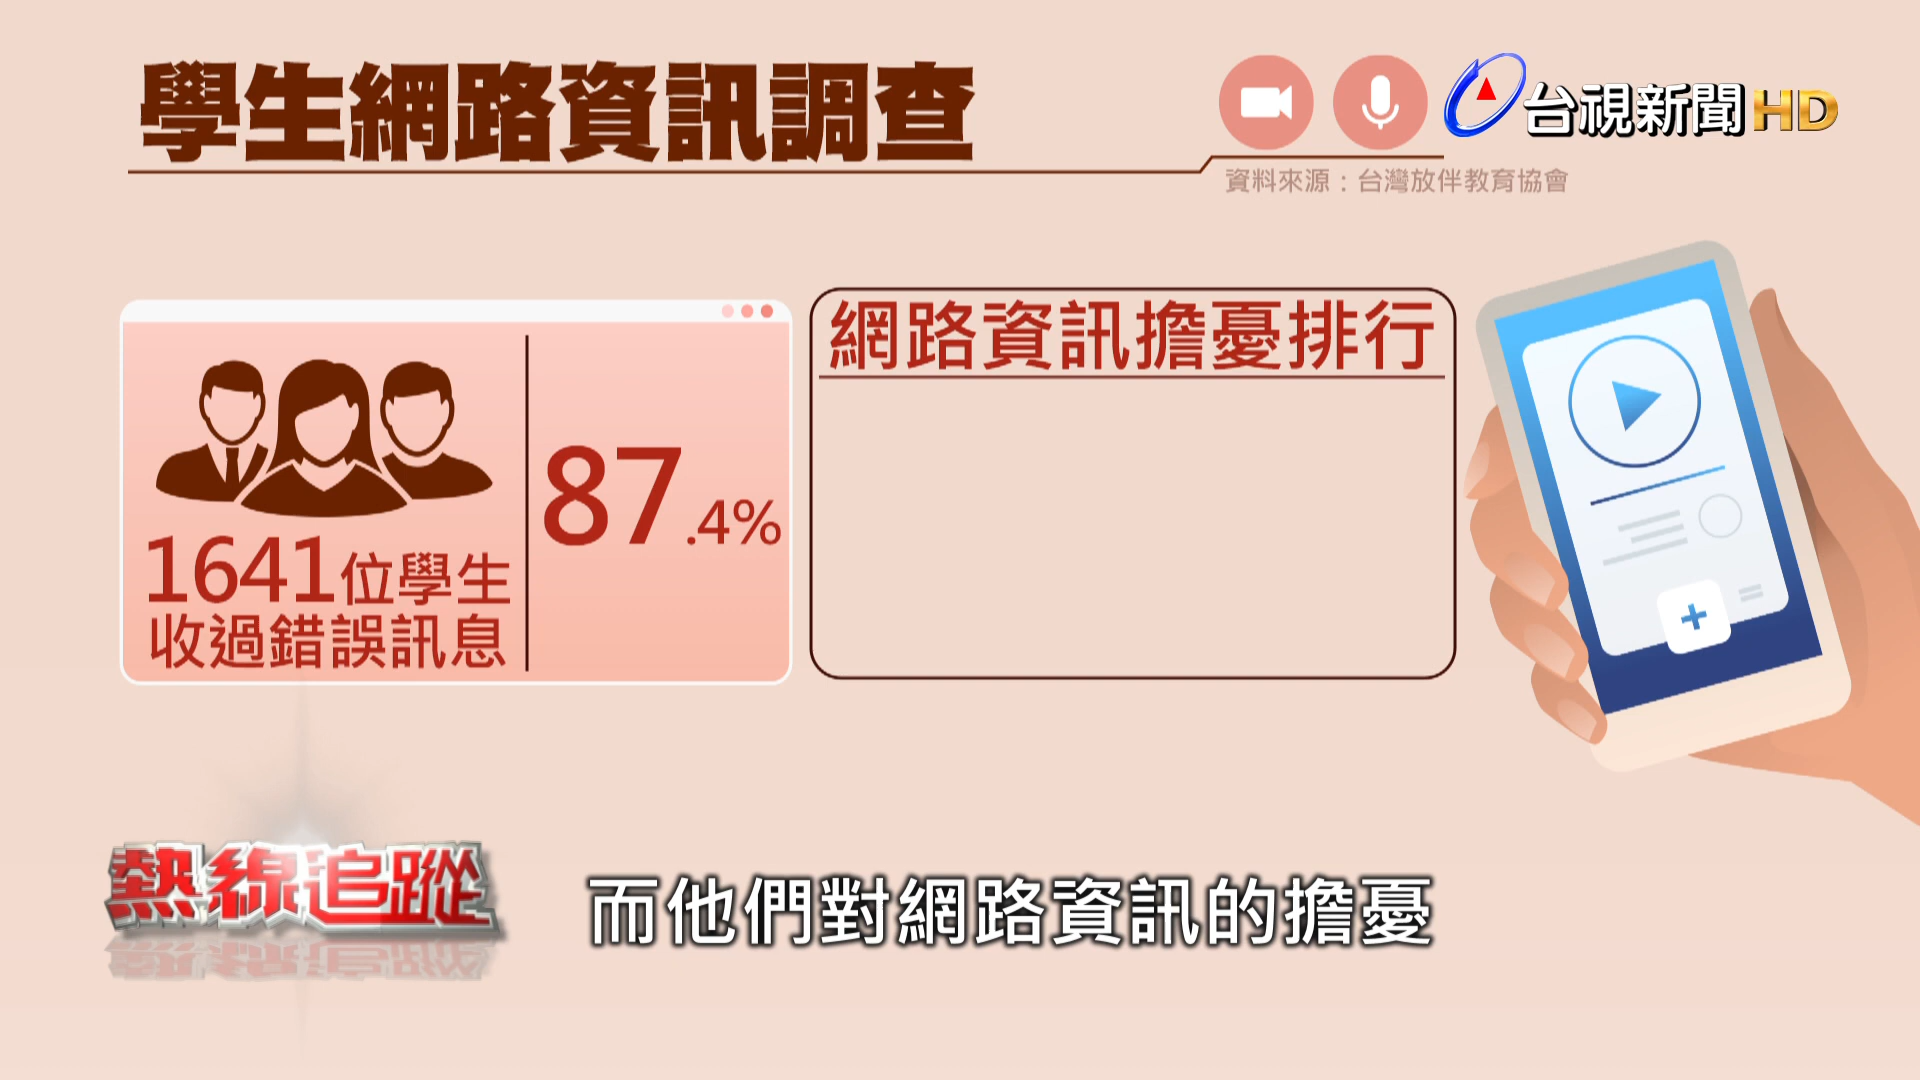 學生網路資訊調查
台視新聞HD
資料來源：台灣放伴教育協會
1641位學生
收過錯誤訊息
87.4%
網路資訊擔憂排行
熱線追蹤
而他們對網路資訊的擔憂